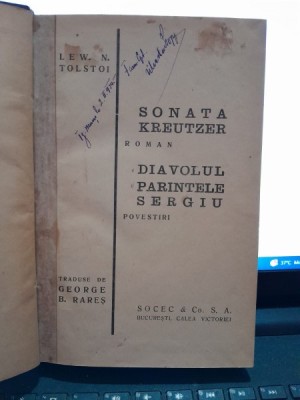 LEW. N.
TOLSTOI
SONATA
KREUTZER
ROMAN
DIAVOLUL
PARINTELE
SERGIU
POVESTIRI
TRADUSE DE
GEORGE
B. RAREȘ
SOCEC & Co. S. A.
BUCUREȘTI, CALEA VICTORIEI